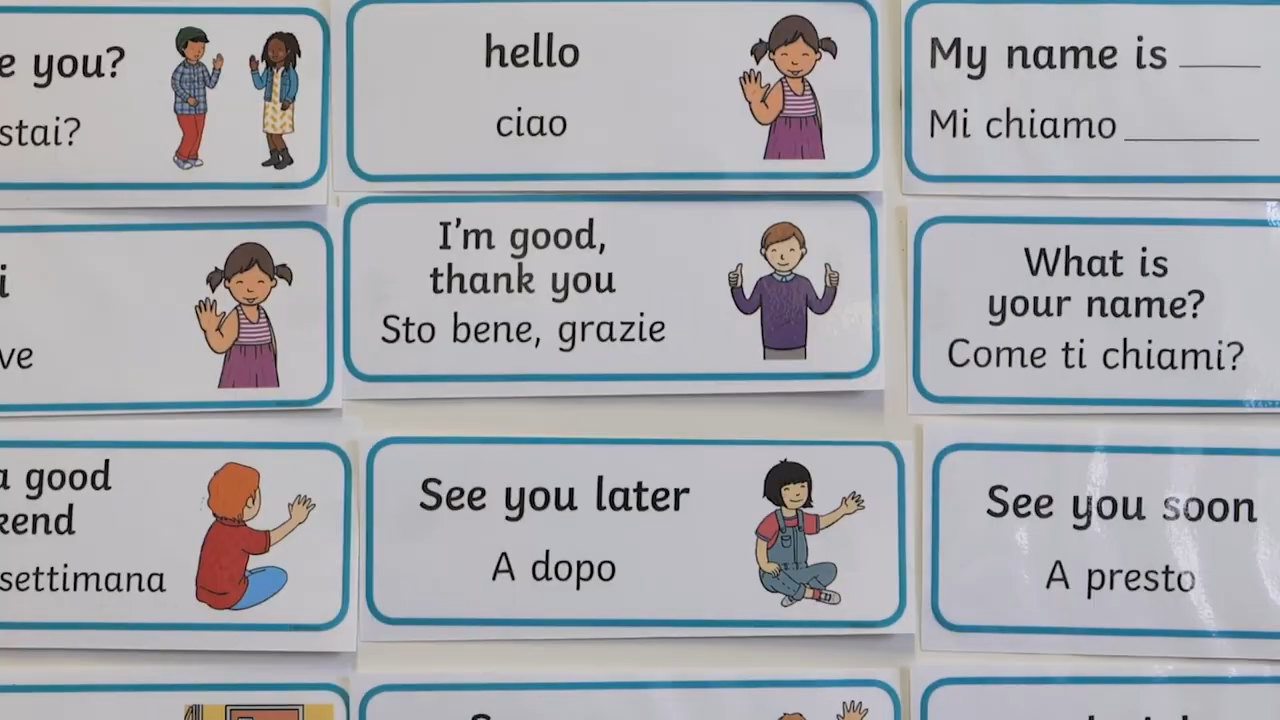 e you?
stai?
hello
ciao
My name is
Mi chiamo
i
ve
I'm good,
thank you
Sto bene, grazie
What is
your name?
Come ti chiami?
a good
kend
settimana
See you later
A dopo
See you soon
A presto